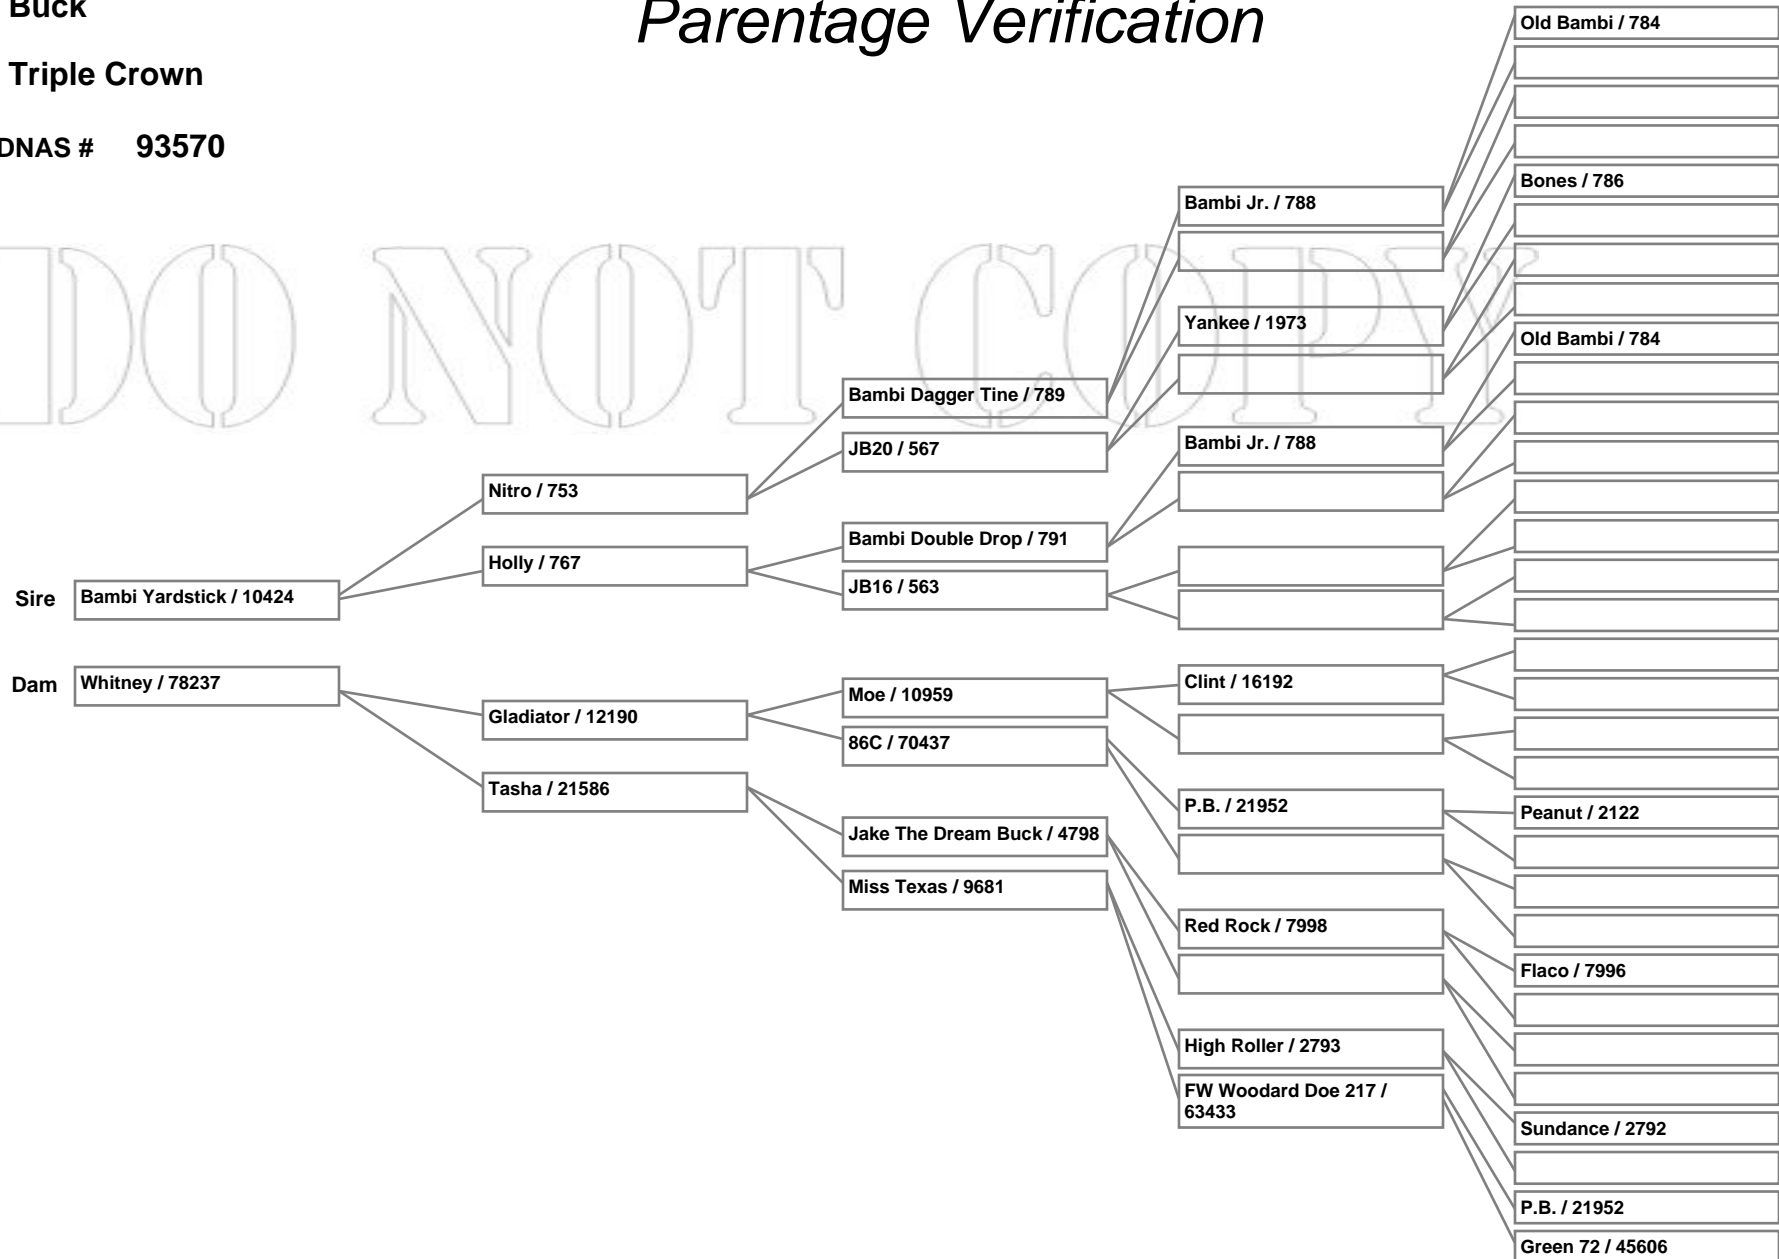 Buck
Parentage Verification
Triple Crown
DNAS # 93570
DO NOT COPY
Sire
Bambi Yardstick / 10424
Dam
Whitney / 78237
Nitro / 753
Holly / 767
Gladiator / 12190
Tasha / 21586
Bambi Dagger Tine / 789
JB20 / 567
Bambi Double Drop / 791
JB16 / 563
Moe / 10959
86C / 70437
Jake The Dream Buck / 4798
Miss Texas / 9681
Bambi Jr. / 788
Yankee / 1973
Bambi Jr. / 788
Clint / 16192
P.B. / 21952
Red Rock / 7998
High Roller / 2793
FW Woodard Doe 217 /
63433
Old Bambi / 784
Bones / 786
Old Bambi / 784
Peanut / 2122
Flaco / 7996
Sundance / 2792
P.B. / 21952
Green 72 / 45606